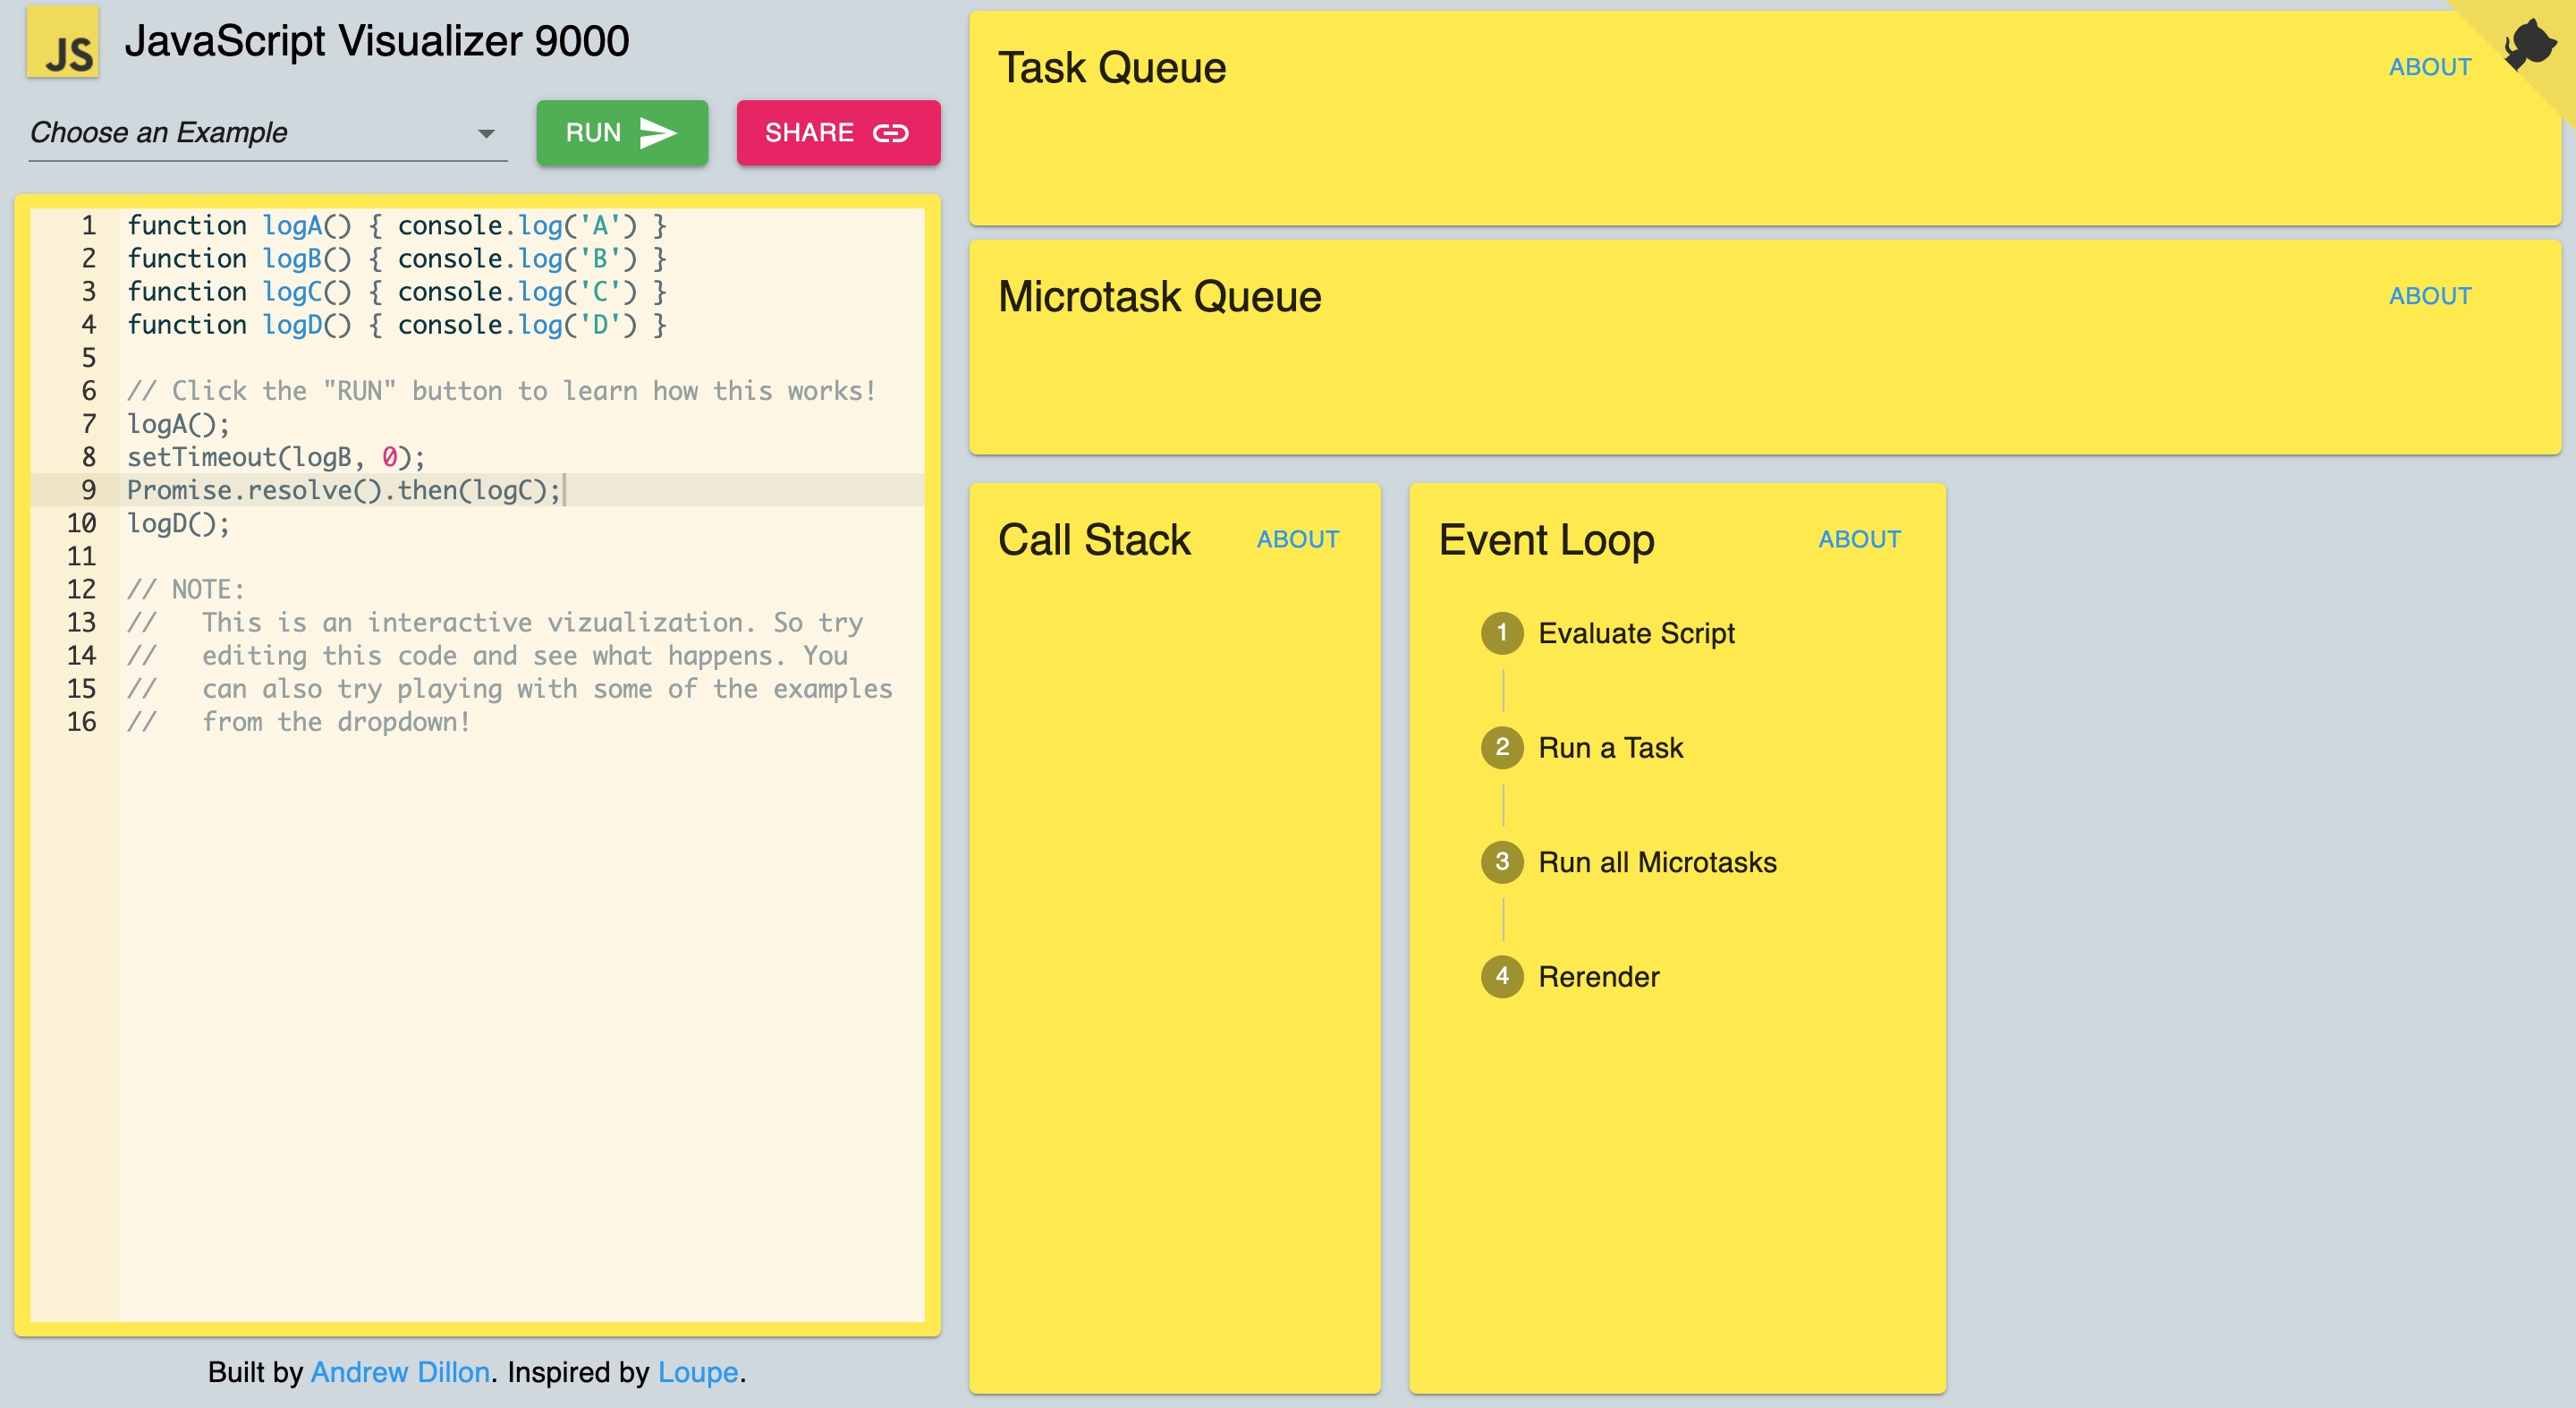 JS JavaScript Visualizer 9000
Choose an Example
RUN
SHARE
1 function logA() { console.log('A') }
2 function logB() { console.log('B') }
3 function logC() { console.log('C') }
4 function logD() { console.log('D') }
5
6 // Click the "RUN" button to learn how this works!
7 logA();
8 setTimeout(logB, 0);
9 Promise.resolve().then(logC);
10 logD();
11
12 // NOTE:
13 //   This is an interactive vizualization. So try
14 //   editing this code and see what happens. You
15 //   can also try playing with some of the examples
16 //   from the dropdown!
Built by Andrew Dillon. Inspired by Loupe.
Task Queue
ABOUT
Microtask Queue
ABOUT
Call Stack
ABOUT
Event Loop
ABOUT
1 Evaluate Script
2 Run a Task
3 Run all Microtasks
4 Rerender